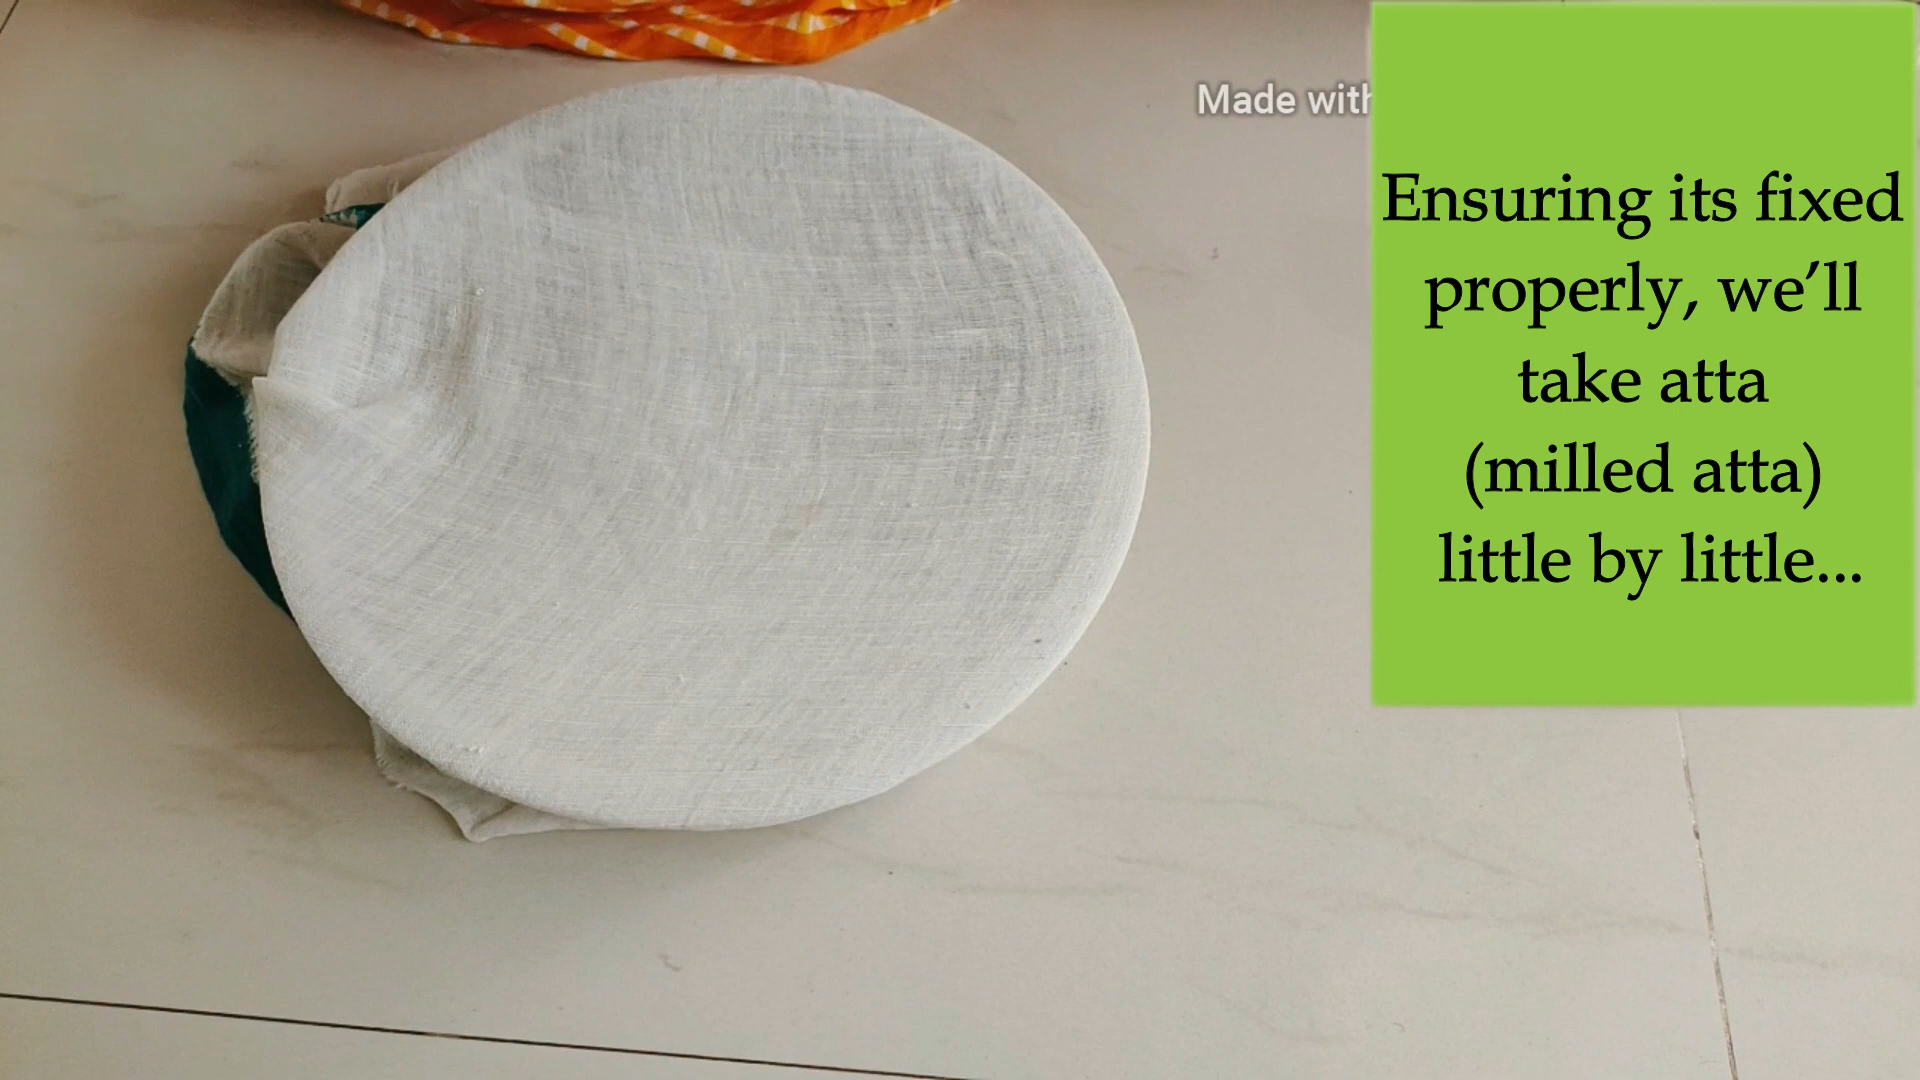 Made with
Ensuring its fixed
properly, we’ll
take atta
(milled atta)
little by little...